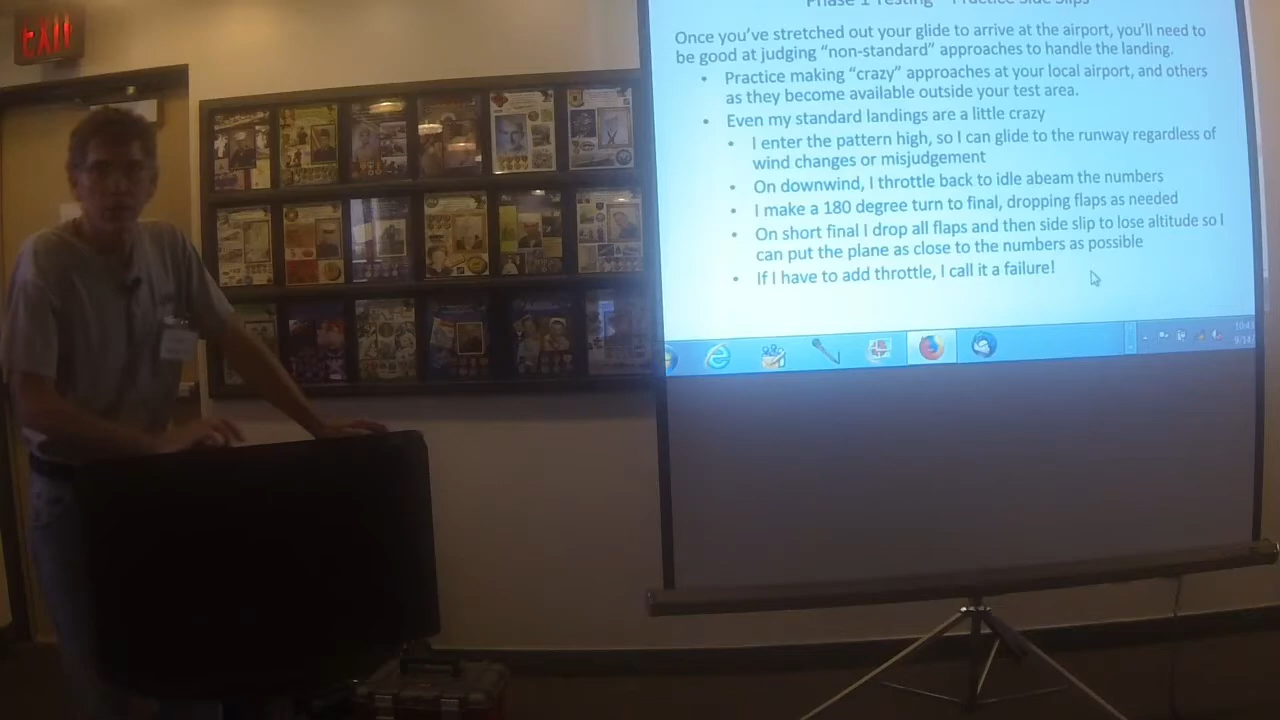 EXIT
Phase 1 Testing – Practice Side Slips
Once you've stretched out your glide to arrive at the airport, you'll need to
be good at judging "non-standard" approaches to handle the landing.
• Practice making "crazy" approaches at your local airport, and others
as they become available outside your test area.
• Even my standard landings are a little crazy
• I enter the pattern high, so I can glide to the runway regardless of
wind changes or misjudgement
• On downwind, I throttle back to idle abeam the numbers
• I make a 180 degree turn to final, dropping flaps as needed
• On short final I drop all flaps and then side slip to lose altitude so I
can put the plane as close to the numbers as possible
• If I have to add throttle, I call it a failure!